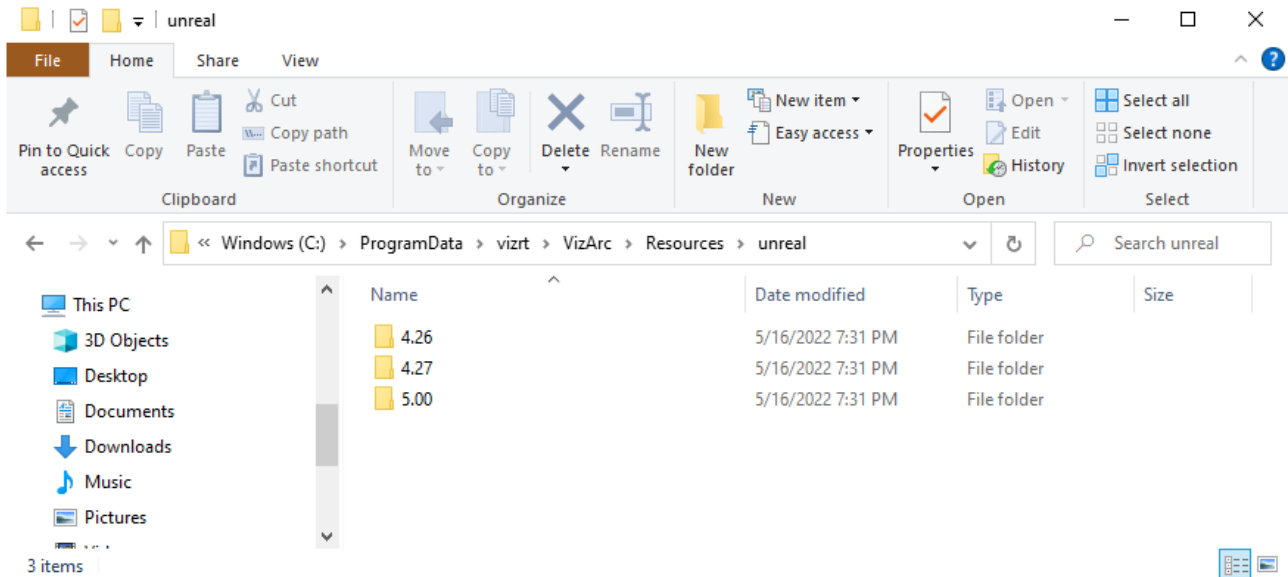 unreal
File Home Share View
Pin to Quick access
Copy
Paste
Cut
Copy path
Paste shortcut
Clipboard
Move to
Copy to
Delete
Rename
Organize
New folder
New item
Easy access
New
Properties
Open
Edit
History
Open
Select all
Select none
Invert selection
Select
« Windows (C:) > ProgramData > vizrt > VizArc > Resources > unreal
Search unreal
This PC
3D Objects
Desktop
Documents
Downloads
Music
Pictures
Name Date modified Type Size
4.26 5/16/2022 7:31 PM File folder
4.27 5/16/2022 7:31 PM File folder
5.00 5/16/2022 7:31 PM File folder
3 items